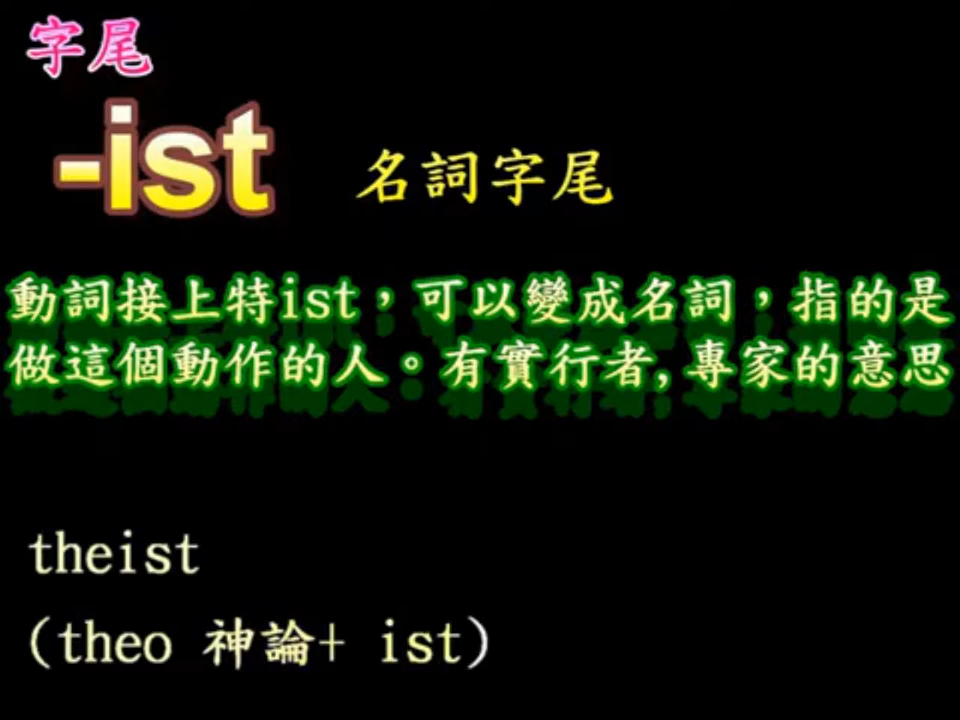 字尾
-ist 名詞字尾
動詞接上特ist，可以變成名詞，指的是
做這個動作的人。有實行者,專家的意思
theist
(theo 神論+ ist)